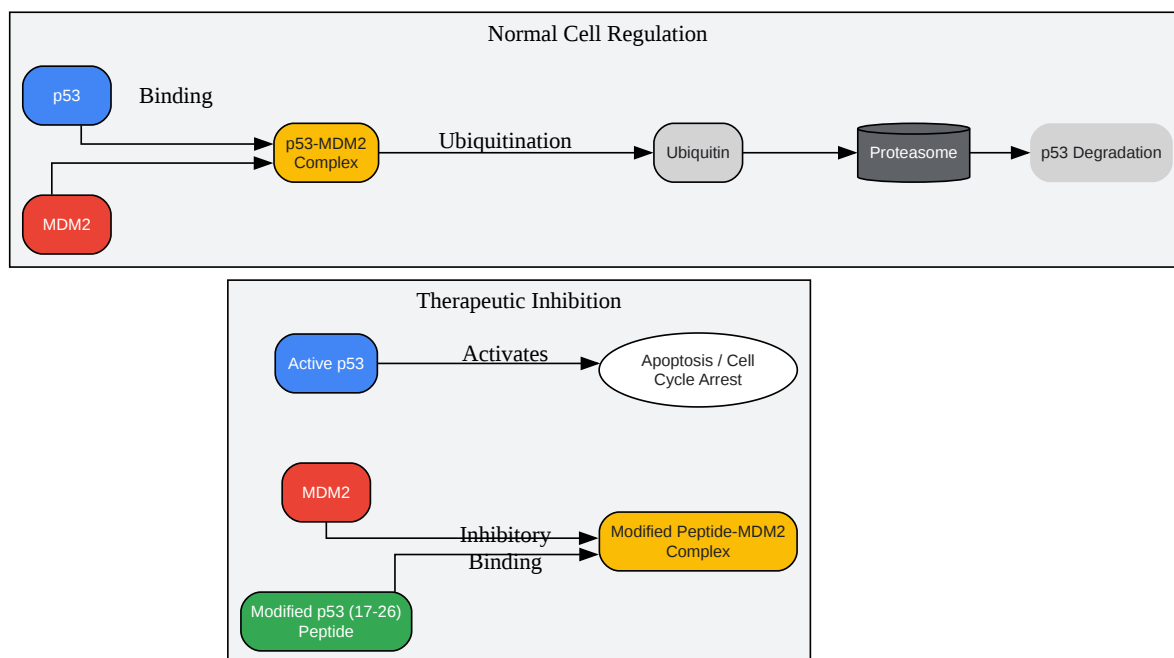 Normal Cell Regulation
p53
Binding
p53-MDM2
Complex
Ubiquitination
Ubiquitin
Proteasome
p53 Degradation
MDM2
Therapeutic Inhibition
Active p53
Activates
Apoptosis / Cell
Cycle Arrest
MDM2
Inhibitory
Binding
Modified Peptide-MDM2
Complex
Modified p53 (17-26)
Peptide